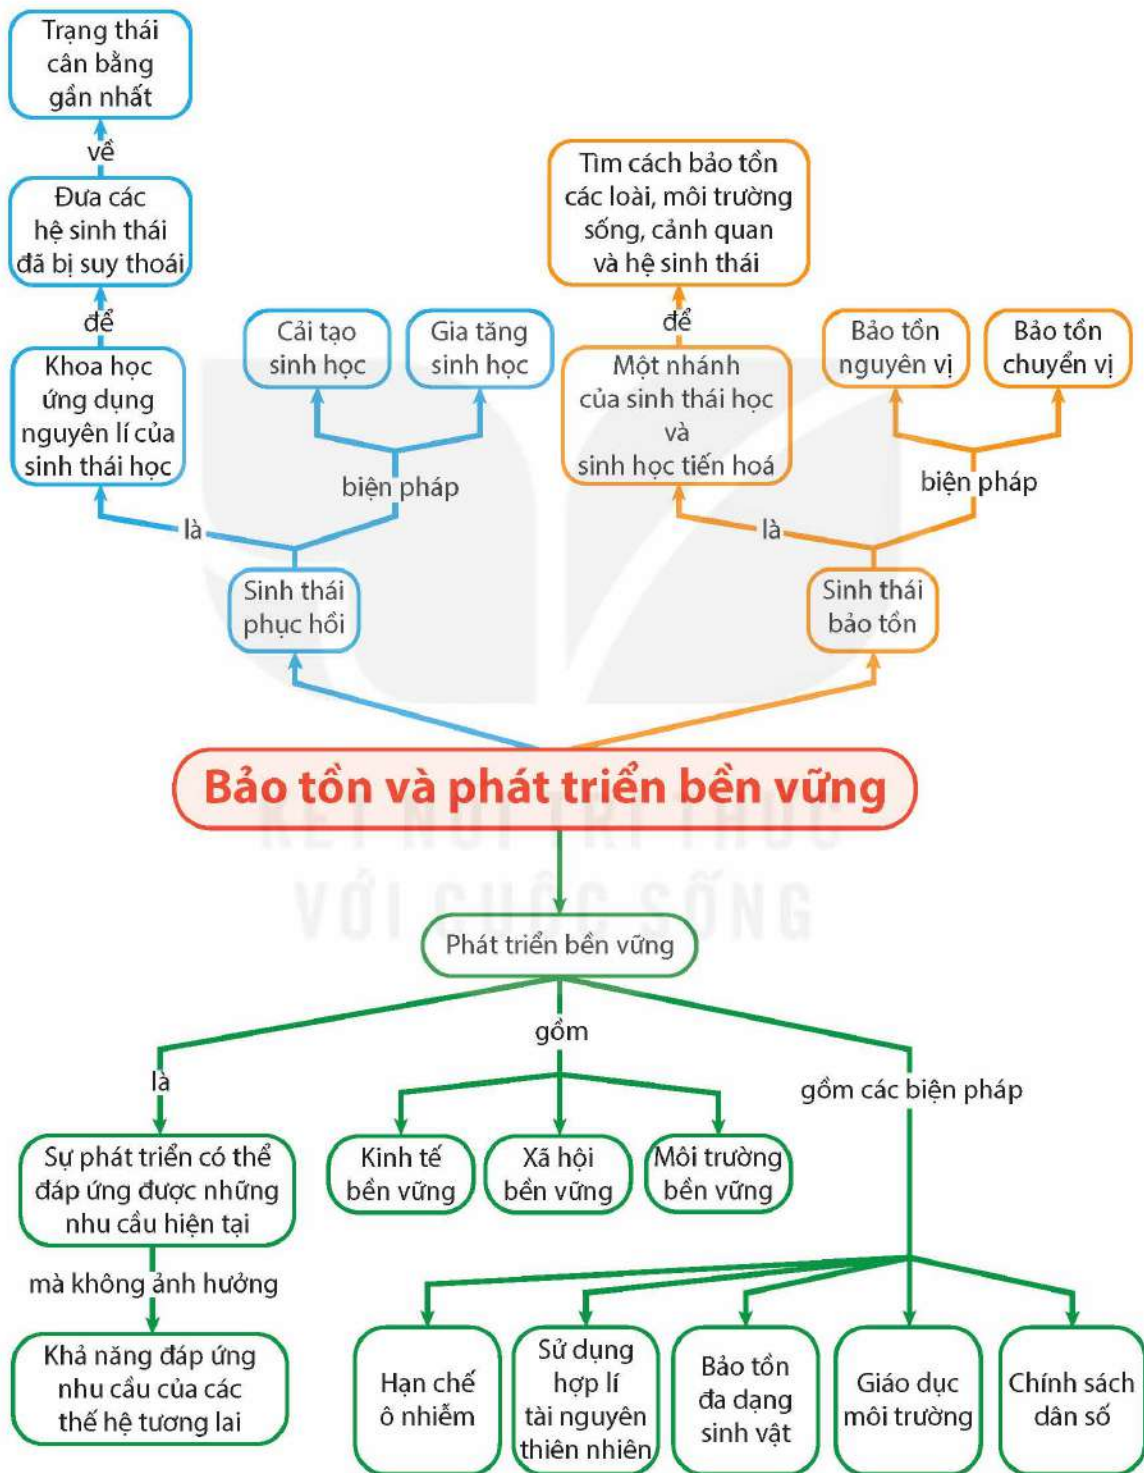 Trạng thái
cân bằng
gần nhất
về
Đưa các
hệ sinh thái
đã bị suy thoái
để
Khoa học
ứng dụng
nguyên lí của
sinh thái học
là
Cải tạo
sinh học
Gia tăng
sinh học
biện pháp
Sinh thái
phục hồi
Tìm cách bảo tồn
các loài, môi trường
sống, cảnh quan
và hệ sinh thái
để
Một nhánh
của sinh thái học
và
sinh học tiến hoá
là
Bảo tồn
nguyên vị
Bảo tồn
chuyển vị
biện pháp
Sinh thái
bảo tồn
Bảo tồn và phát triển bền vững
KẾT NỐI TRI THỨC
VỚI CUỘC SỐNG
Phát triển bền vững
là
Sự phát triển có thể
đáp ứng được những
nhu cầu hiện tại
mà không ảnh hưởng
Khả năng đáp ứng
nhu cầu của các
thế hệ tương lai
gồm
Kinh tế
bền vững
Xã hội
bền vững
Môi trường
bền vững
gồm các biện pháp
Hạn chế
ô nhiễm
Sử dụng
hợp lí
tài nguyên
thiên nhiên
Bảo tồn
đa dạng
sinh vật
Giáo dục
môi trường
Chính sách
dân số